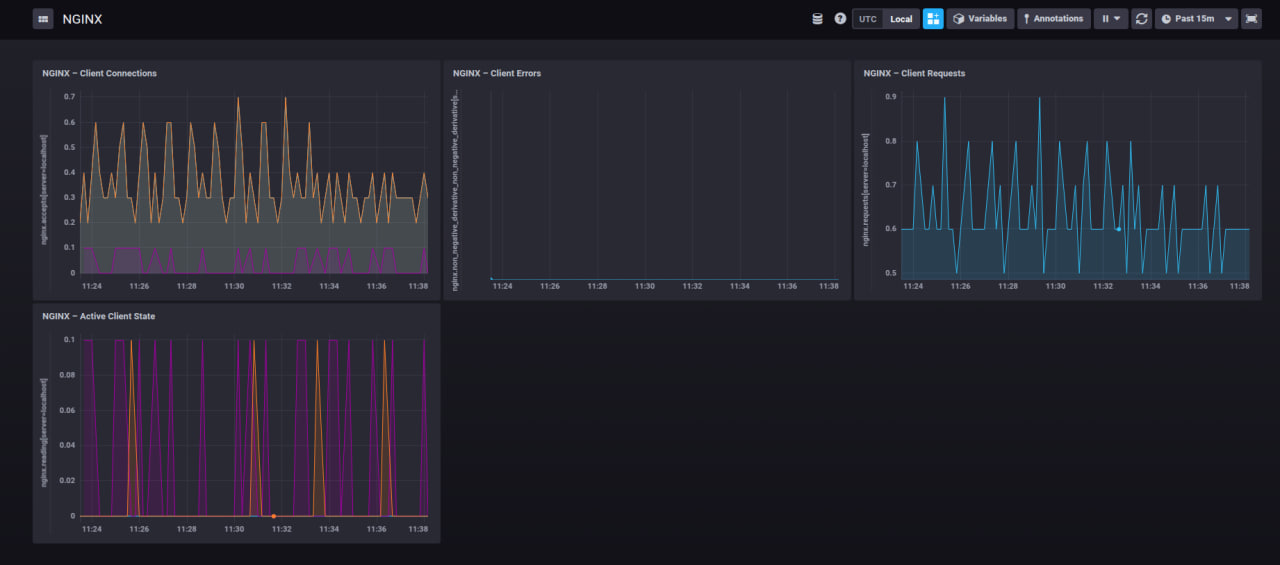 NGINX
UTC Local Variables Annotations Past 15m
NGINX – Client Connections
nginx.accepts[server=localhost]
0.7
0.6
0.5
0.4
0.3
0.2
0.1
0
11:24 11:26 11:28 11:30 11:32 11:34 11:36 11:38
NGINX – Client Errors
nginx.non_negative_derivative_non_negative_derivative[s...
11:24 11:26 11:28 11:30 11:32 11:34 11:36 11:38
NGINX – Client Requests
nginx.requests[server=localhost]
0.9
0.8
0.7
0.6
0.5
11:24 11:26 11:28 11:30 11:32 11:34 11:36 11:38
NGINX – Active Client State
nginx.reading[server=localhost]
0.1
0.08
0.06
0.04
0.02
0
11:24 11:26 11:28 11:30 11:32 11:34 11:36 11:38